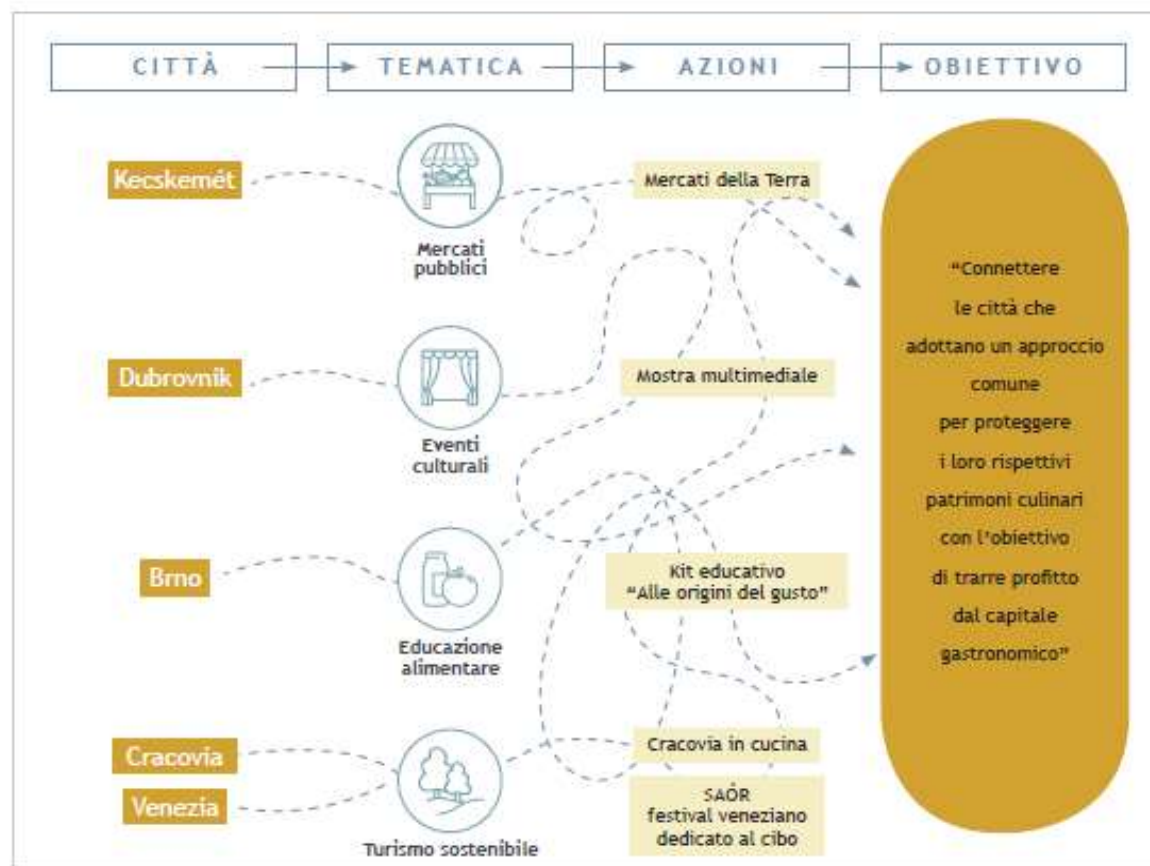 CITTÀ
TEMATICA
AZIONI
OBIETTIVO
Kecskemét
Mercati
pubblici
Mercati della Terra
Dubrovnik
Eventi
culturali
Mostra multimediale
Brno
Educazione
alimentare
Kit educativo
“Alle origini del gusto”
Cracovia
Venezia
Turismo sostenibile
Cracovia in cucina
SAÓR
festival veneziano
dedicato al cibo
“Connettere
le città che
adottano un approccio
comune
per proteggere
i loro rispettivi
patrimoni culinari
con l'obiettivo
di trarre profitto
dal capitale
gastronomico”